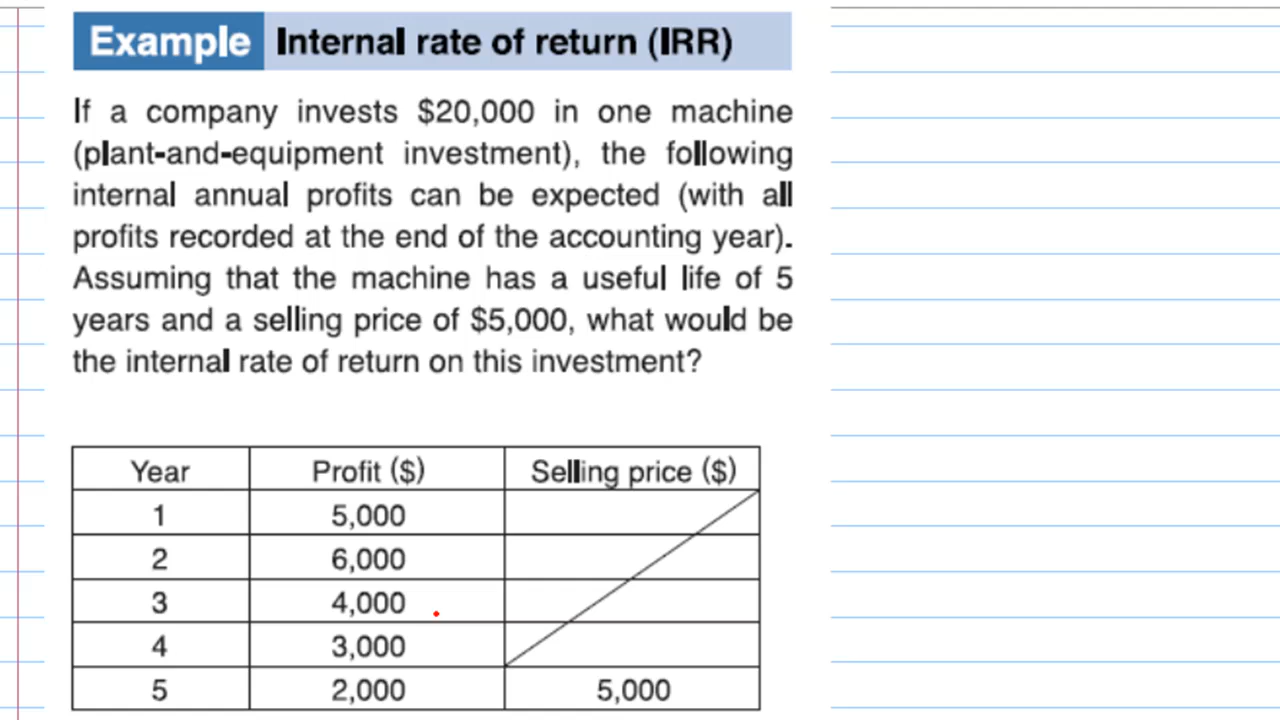 Example Internal rate of return (IRR)
If a company invests $20,000 in one machine
(plant-and-equipment investment), the following
internal annual profits can be expected (with all
profits recorded at the end of the accounting year).
Assuming that the machine has a useful life of 5
years and a selling price of $5,000, what would be
the internal rate of return on this investment?
Year Profit ($) Selling price ($)
1 5,000
2 6,000
3 4,000
4 3,000
5 2,000 5,000